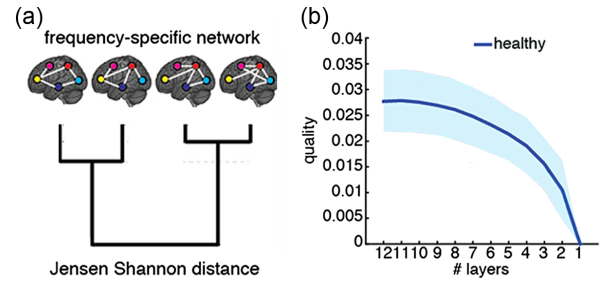 (a)
frequency-specific network
Jensen Shannon distance
(b)
healthy
quality
0.04
0.035
0.03
0.025
0.02
0.015
0.01
0.005
0
12 11 10 9 8 7 6 5 4 3 2 1
# layers